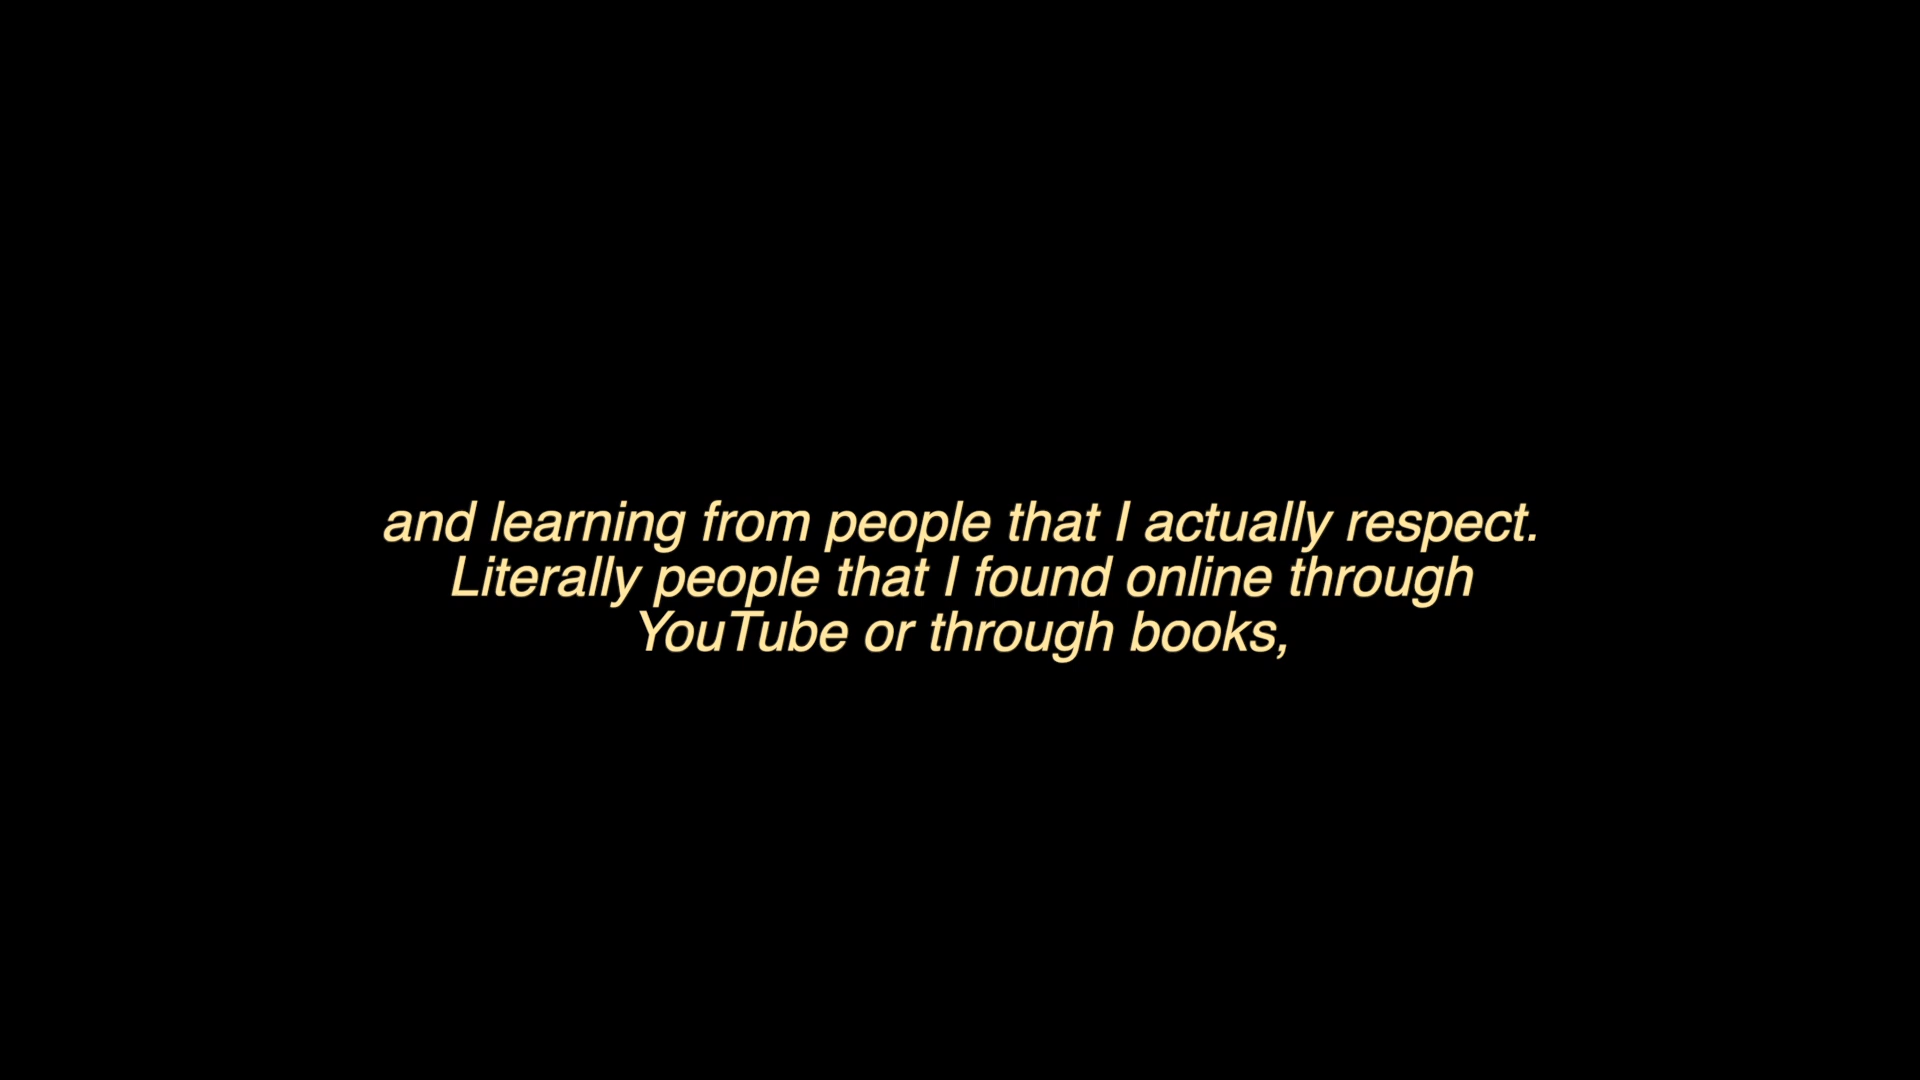 and learning from people that I actually respect.
Literally people that I found online through
YouTube or through books,